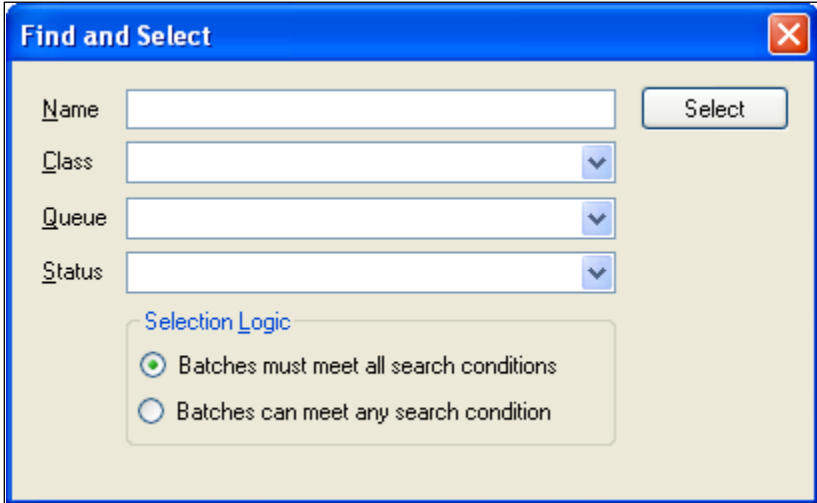 Find and Select
Name
Select
Class
Queue
Status
Selection Logic
Batches must meet all search conditions
Batches can meet any search condition